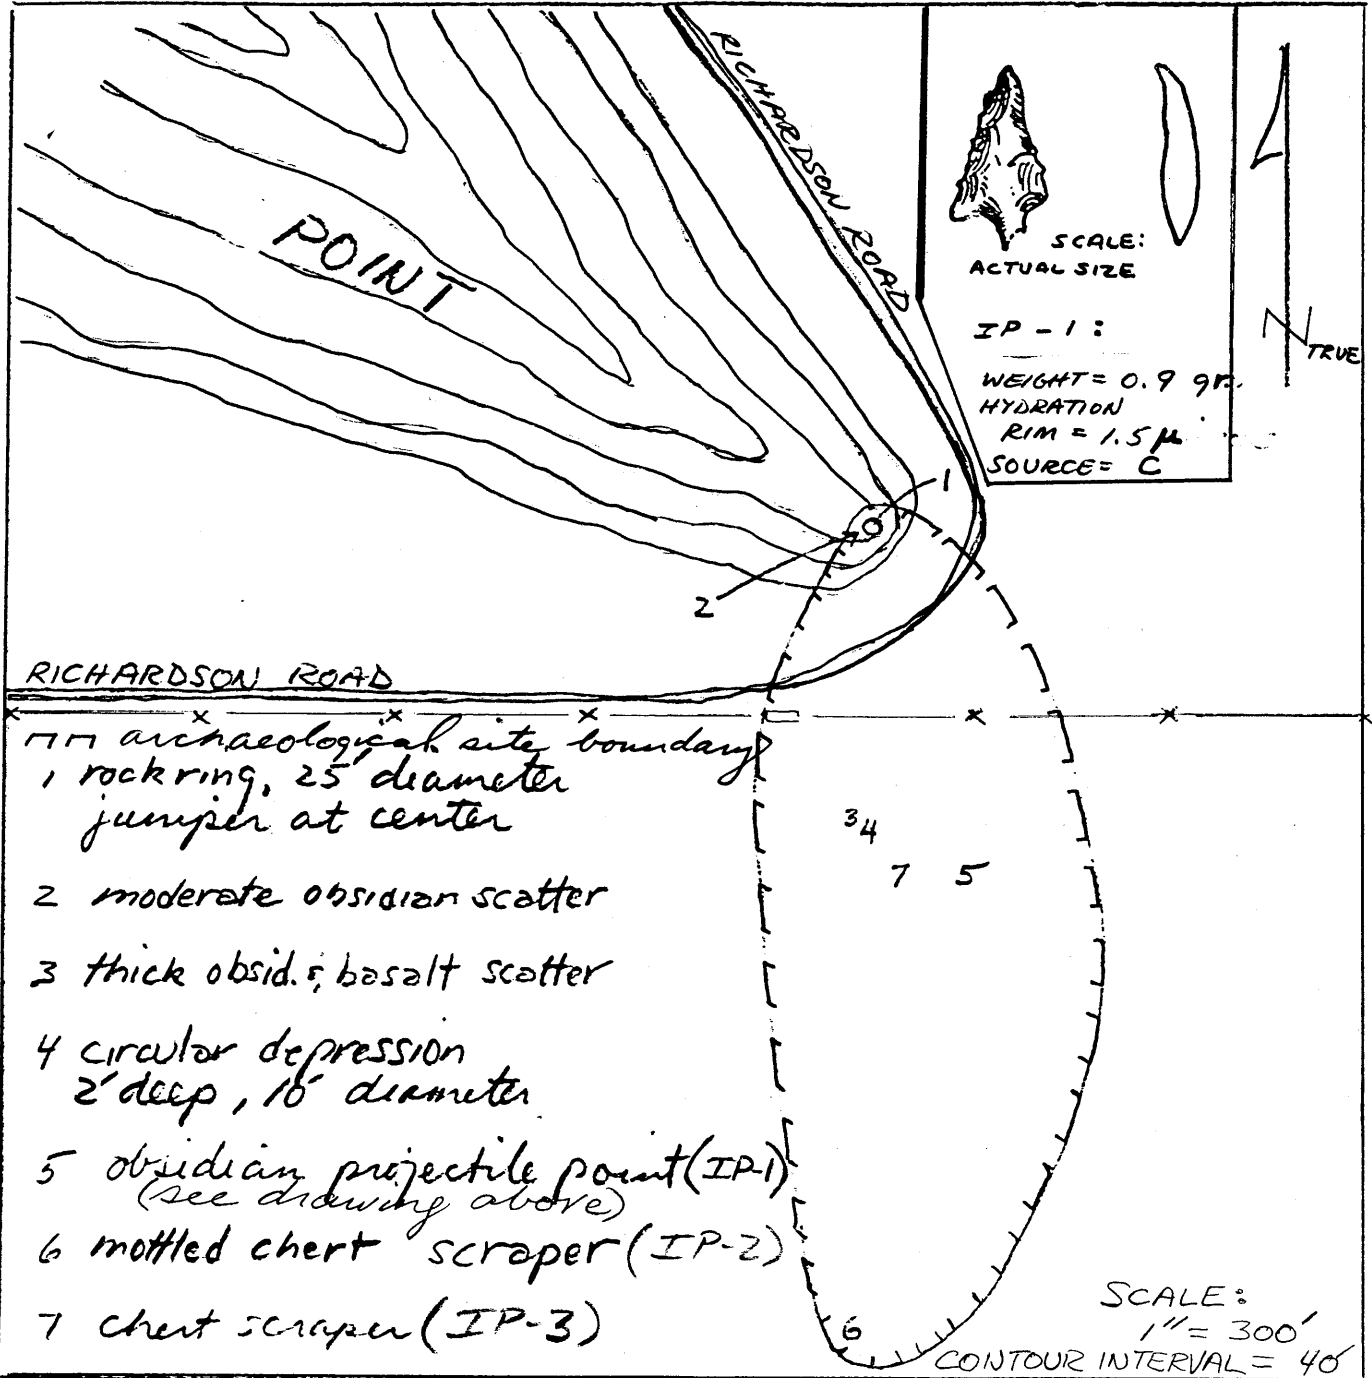 RICHARDSON ROAD
POINT
SCALE:
ACTUAL SIZE
IP-1:
WEIGHT = 0.9 gr.
HYDRATION
RIM = 1.5 µ
SOURCE = C
N TRUE
1
2
RICHARDSON ROAD
archaeological site boundary
1 rock ring, 25' diameter
juniper at center
2 moderate obsidian scatter
3 thick obsid. & basalt scatter
4 circular depression
2' deep, 10' diameter
5 obsidian projectile point (IP-1)
(see drawing above)
6 mottled chert scraper (IP-2)
7 chert scraper (IP-3)
3 4
7 5
6
SCALE:
1" = 300'
CONTOUR INTERVAL = 40'